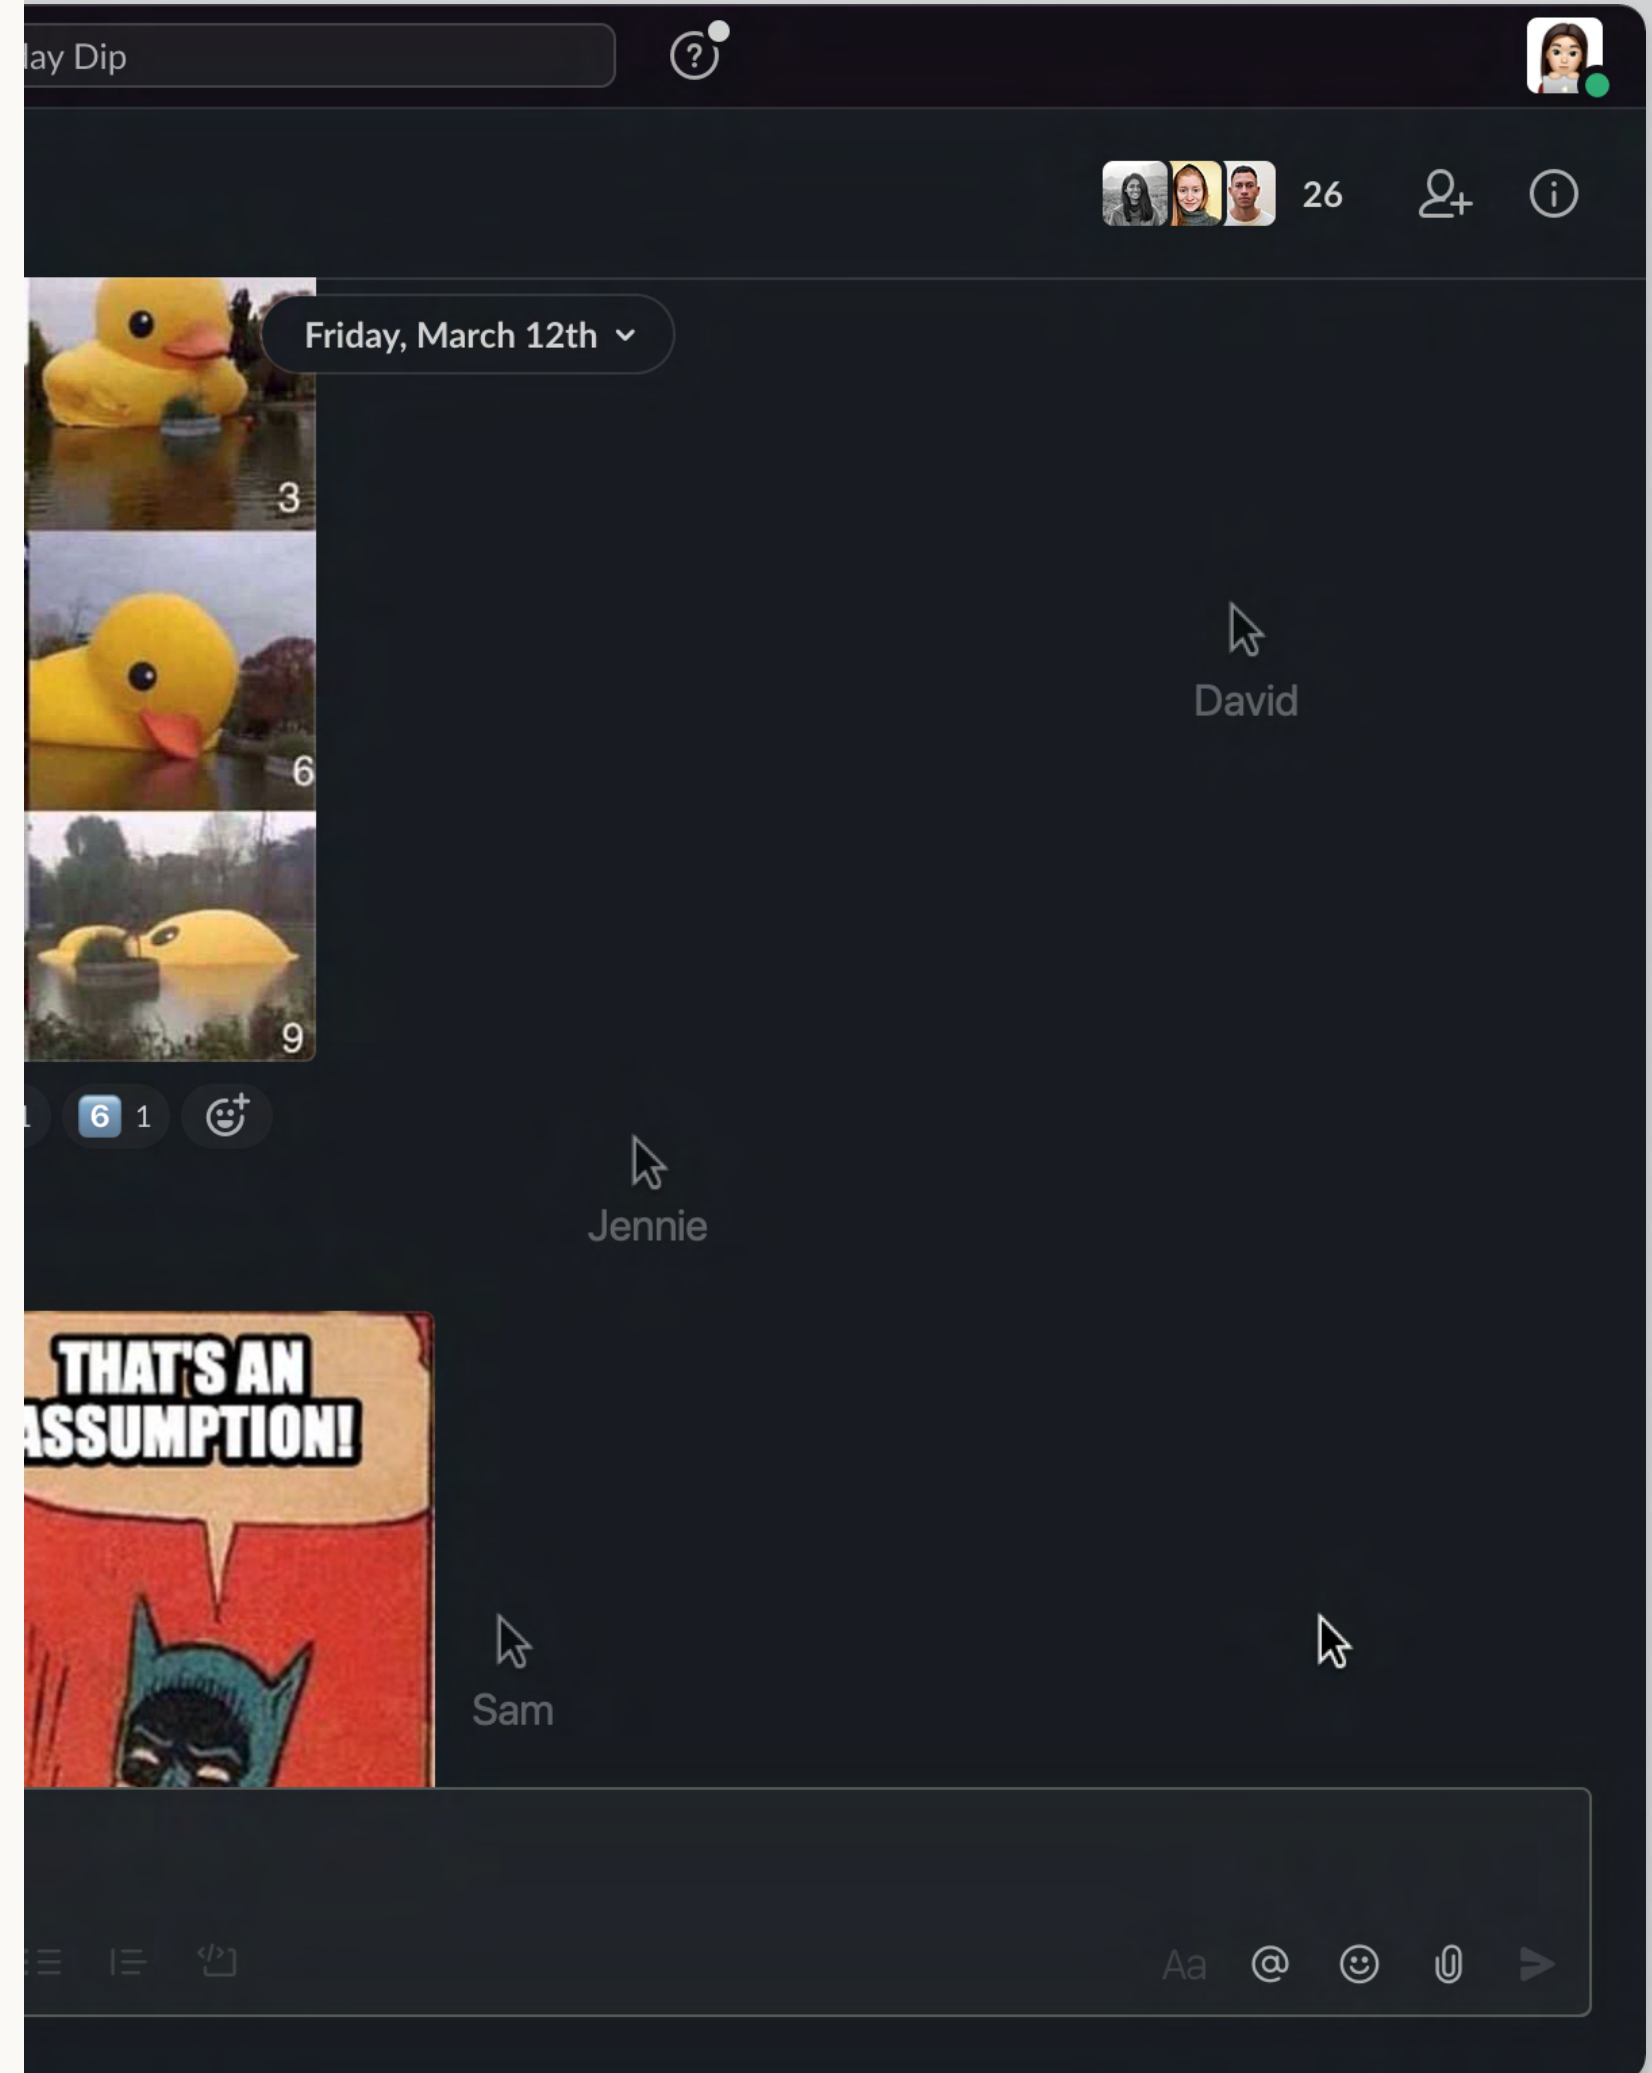 lay Dip
26
Friday, March 12th
3
6
David
9
6 1
Jennie
THAT'S AN
ASSUMPTION!
Sam
Aa @